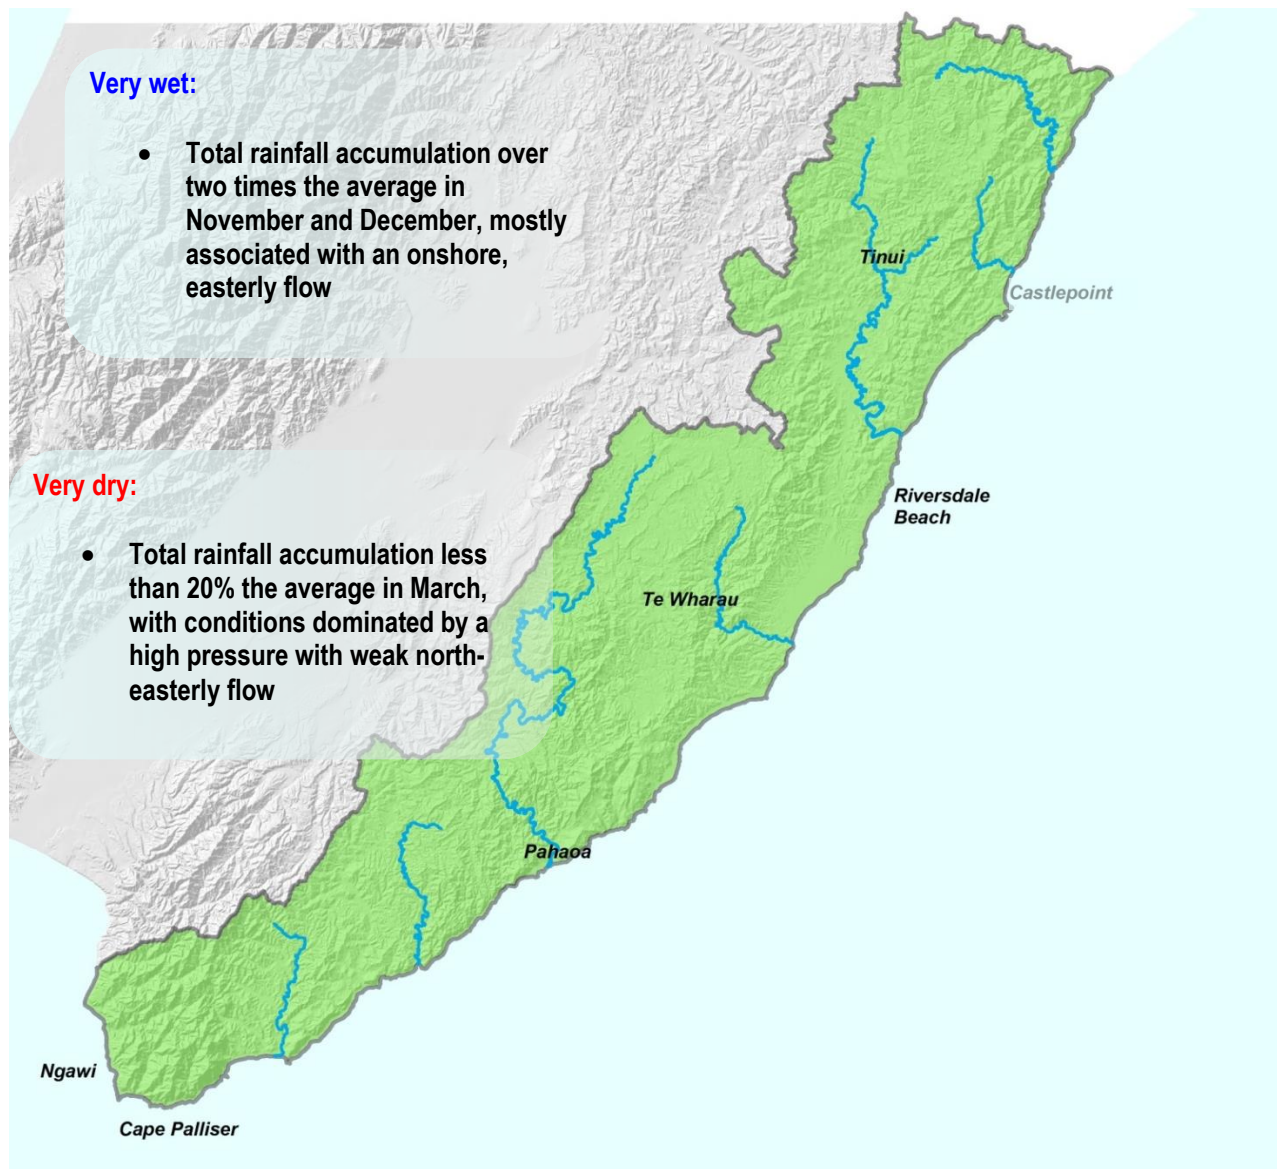 Very wet:
• Total rainfall accumulation over
two times the average in
November and December, mostly
associated with an onshore,
easterly flow
Tinui
Castlepoint
Very dry:
• Total rainfall accumulation less
than 20% the average in March,
with conditions dominated by a
high pressure with weak north-
easterly flow
Riversdale
Beach
Te Wharau
Pahaoa
Ngawi
Cape Palliser